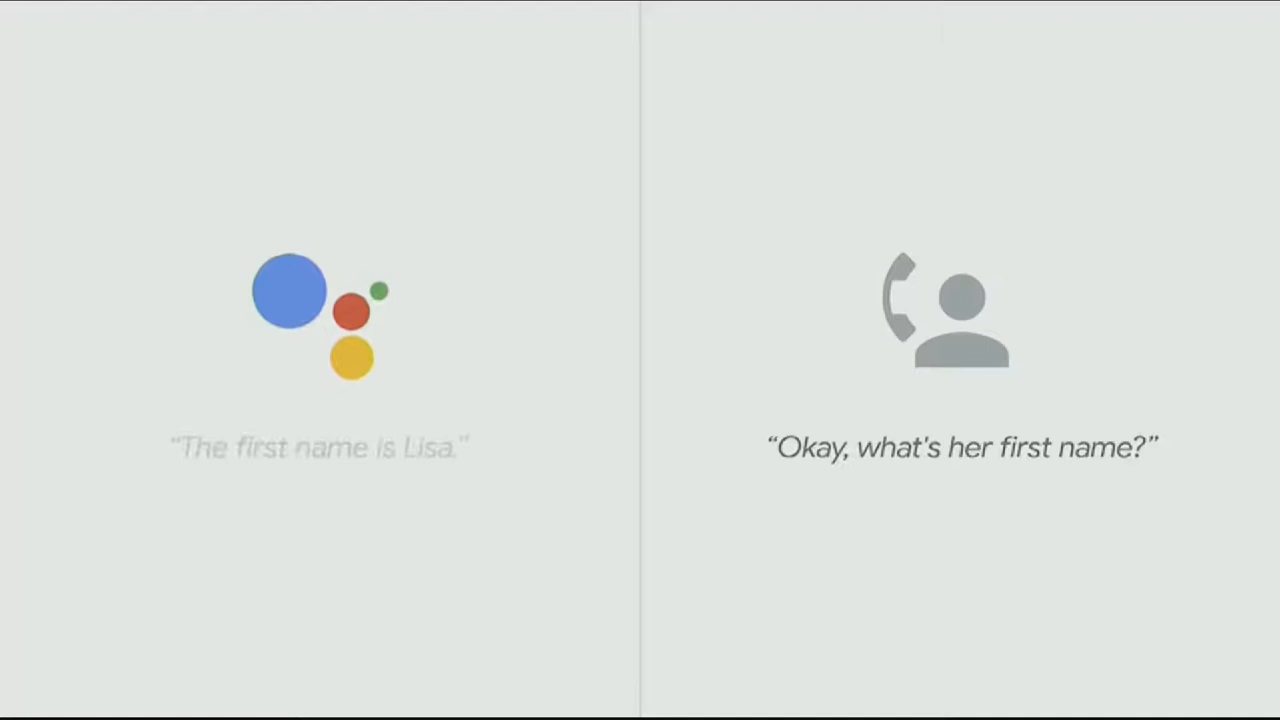 “The first name is Lisa.”
“Okay, what's her first name?”